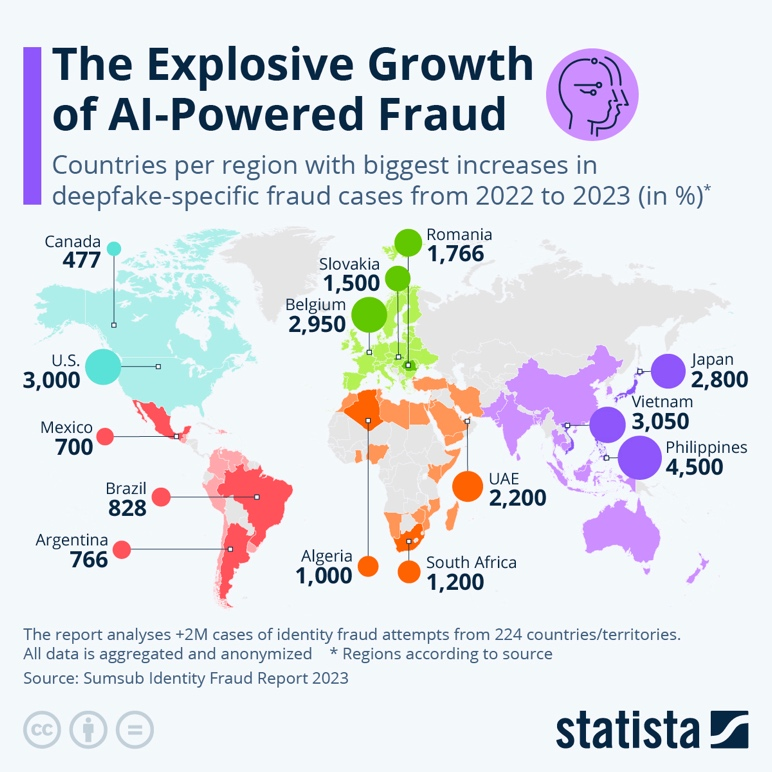 The Explosive Growth
of AI-Powered Fraud
Countries per region with biggest increases in
deepfake-specific fraud cases from 2022 to 2023 (in %)*
Canada
477
U.S.
3,000
Mexico
700
Brazil
828
Argentina
766
Romania
1,766
Slovakia
1,500
Belgium
2,950
Algeria
1,000
UAE
2,200
South Africa
1,200
Japan
2,800
Vietnam
3,050
Philippines
4,500
The report analyses +2M cases of identity fraud attempts from 224 countries/territories.
All data is aggregated and anonymized * Regions according to source
Source: Sumsub Identity Fraud Report 2023
cc
statista